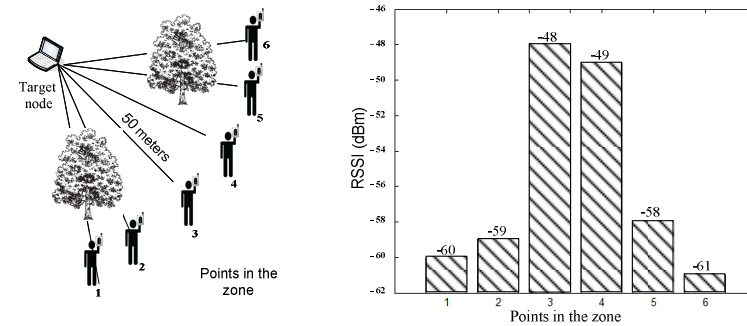 Target
node
50 meters
6
5
4
3
2
1
Points in the
zone
RSSI (dBm)
-46
-48
-50
-52
-54
-56
-58
-60
-62
-60
-59
-48
-49
-58
-61
1 2 3 4 5 6
Points in the zone